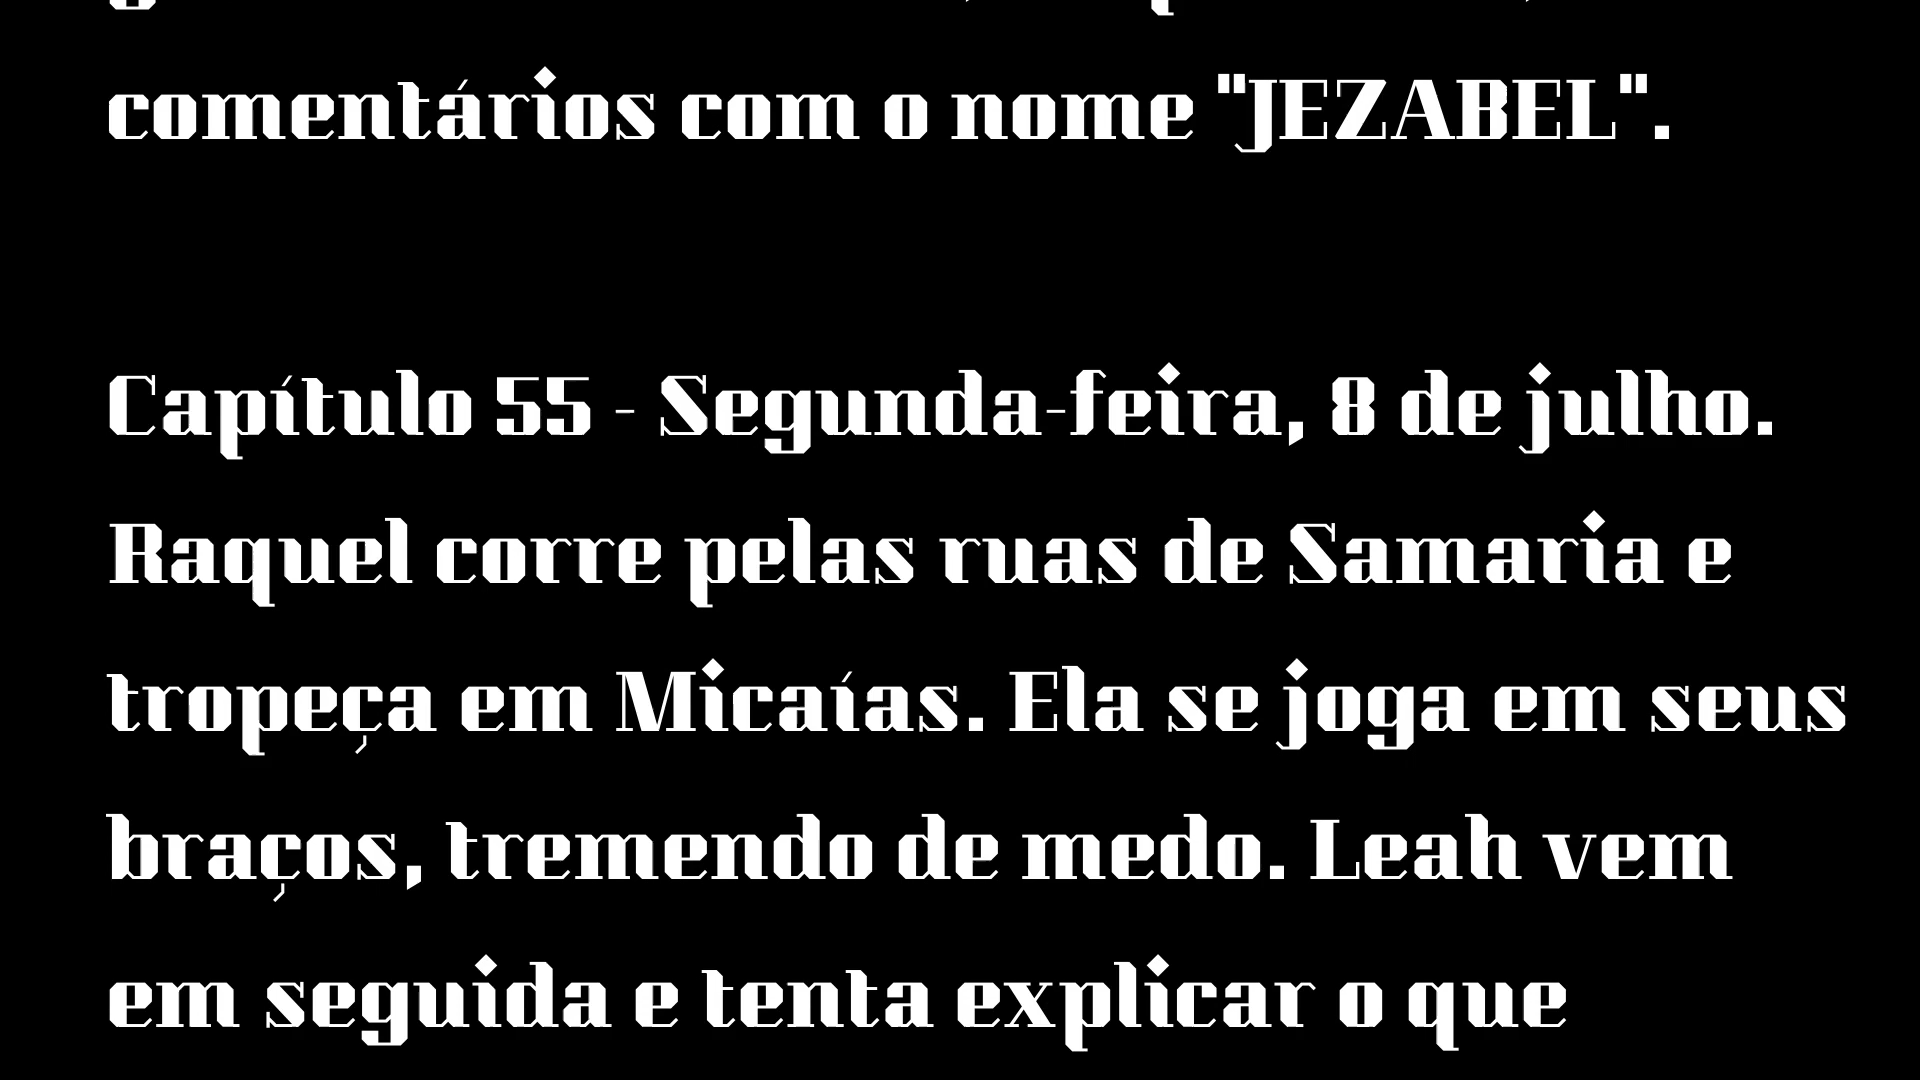 comentários com o nome "JEZABEL".
Capítulo 55 - Segunda-feira, 8 de julho.
Raquel corre pelas ruas de Samaria e
tropeça em Micaías. Ela se joga em seus
braços, tremendo de medo. Leah vem
em seguida e tenta explicar o que